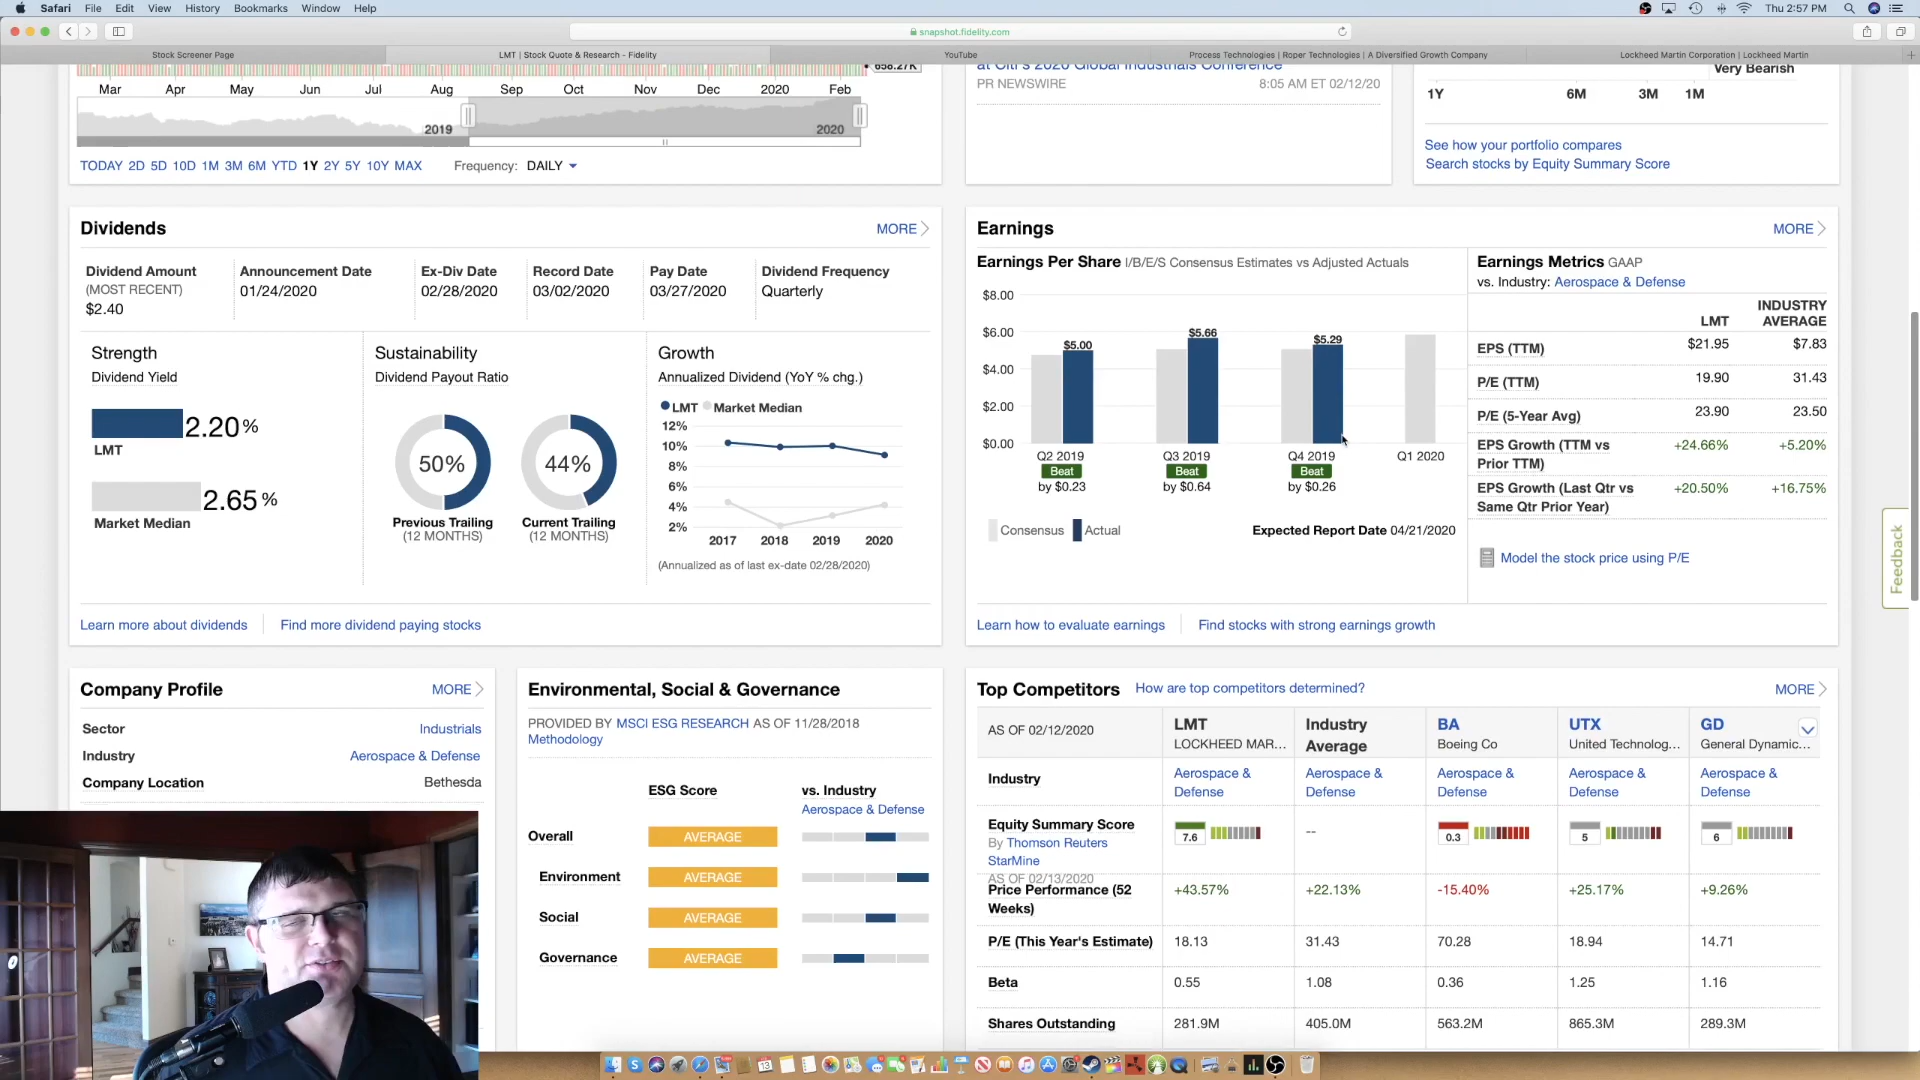 Safari File Edit View History Bookmarks Window Help
Thu 2:57 PM
snapshot.fidelity.com
Stock Screener Page
LMT | Stock Quote & Research - Fidelity
YouTube
Process Technologies | Roper Technologies | A Diversified Growth Company
Lockheed Martin Corporation | Lockheed Martin
658.27K
Mar Apr May Jun Jul Aug Sep Oct Nov Dec 2020 Feb
2019 2020
TODAY 2D 5D 10D 1M 3M 6M YTD 1Y 2Y 5Y 10Y MAX
Frequency: DAILY
at Citi's 2020 Global Industrials Conference
PR NEWSWIRE 8:05 AM ET 02/12/20
Very Bearish
1Y 6M 3M 1M
See how your portfolio compares
Search stocks by Equity Summary Score
Dividends MORE
Dividend Amount
(MOST RECENT)
$2.40
Announcement Date
01/24/2020
Ex-Div Date
02/28/2020
Record Date
03/02/2020
Pay Date
03/27/2020
Dividend Frequency
Quarterly
Strength
Dividend Yield
2.20%
LMT
2.65%
Market Median
Sustainability
Dividend Payout Ratio
50% 44%
Previous Trailing
(12 MONTHS)
Current Trailing
(12 MONTHS)
Growth
Annualized Dividend (YoY % chg.)
LMT Market Median
12%
10%
8%
6%
4%
2%
2017 2018 2019 2020
(Annualized as of last ex-date 02/28/2020)
Learn more about dividends
Find more dividend paying stocks
Earnings MORE
Earnings Per Share I/B/E/S Consensus Estimates vs Adjusted Actuals
$8.00
$6.00
$4.00
$2.00
$0.00
$5.00 $5.66 $5.29
Q2 2019 Q3 2019 Q4 2019 Q1 2020
Beat Beat Beat
by $0.23 by $0.64 by $0.26
Consensus Actual
Expected Report Date 04/21/2020
Earnings Metrics GAAP
vs. Industry: Aerospace & Defense
LMT INDUSTRY AVERAGE
EPS (TTM) $21.95 $7.83
P/E (TTM) 19.90 31.43
P/E (5-Year Avg) 23.90 23.50
EPS Growth (TTM vs Prior TTM) +24.66% +5.20%
EPS Growth (Last Qtr vs Same Qtr Prior Year) +20.50% +16.75%
Model the stock price using P/E
Learn how to evaluate earnings
Find stocks with strong earnings growth
Feedback
Company Profile MORE
Sector Industrials
Industry Aerospace & Defense
Company Location Bethesda
Environmental, Social & Governance
PROVIDED BY MSCI ESG RESEARCH AS OF 11/28/2018
Methodology
ESG Score vs. Industry
Aerospace & Defense
Overall AVERAGE
Environment AVERAGE
Social AVERAGE
Governance AVERAGE
Top Competitors How are top competitors determined? MORE
AS OF 02/12/2020
LMT
LOCKHEED MAR...
Industry Average
BA
Boeing Co
UTX
United Technolog...
GD
General Dynamic...
Industry Aerospace & Defense Aerospace & Defense Aerospace & Defense Aerospace & Defense Aerospace & Defense
Equity Summary Score
By Thomson Reuters
StarMine
AS OF 02/13/2020
7.6 -- 0.3 5 6
Price Performance (52 Weeks) +43.57% +22.13% -15.40% +25.17% +9.26%
P/E (This Year's Estimate) 18.13 31.43 70.28 18.94 14.71
Beta 0.55 1.08 0.36 1.25 1.16
Shares Outstanding 281.9M 405.0M 563.2M 865.3M 289.3M